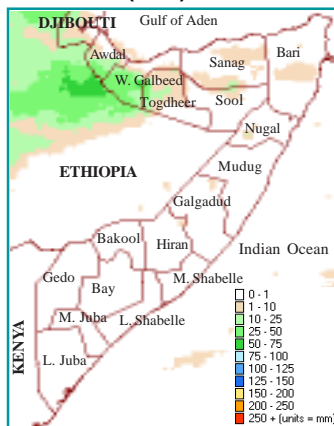 DJIBOUTI
Gulf of Aden
Awdal
Sanag
Bari
W. Galbeed
Togdheer
Sool
Nugal
ETHIOPIA
Mudug
Galgadud
Bakool
Hiran
Indian Ocean
Gedo
Bay
M. Shabelle
M. Juba
L. Shabelle
KENYA
L. Juba
0 - 1
1 - 10
10 - 25
25 - 50
50 - 75
75 - 100
100 - 125
125 - 150
150 - 200
200 - 250
250 + (units = mm)